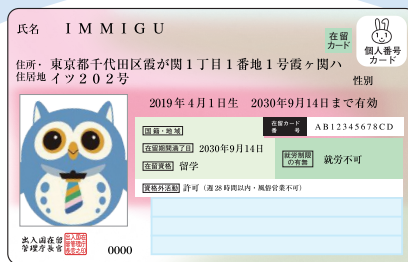 氏名 IMMIGU
在留カード
個人番号カード
住所・居住地 東京都千代田区霞が関1丁目1番地1号霞ヶ関ハイツ202号
性別
2019年4月1日生 2030年9月14日まで有効
国籍・地域
在留カード番号 AB12345678CD
在留期間満了日 2030年9月14日
在留資格 留学
就労制限の有無 就労不可
資格外活動 許可(週28時間以内・風俗営業不可)
出入国在留管理庁長官
0000